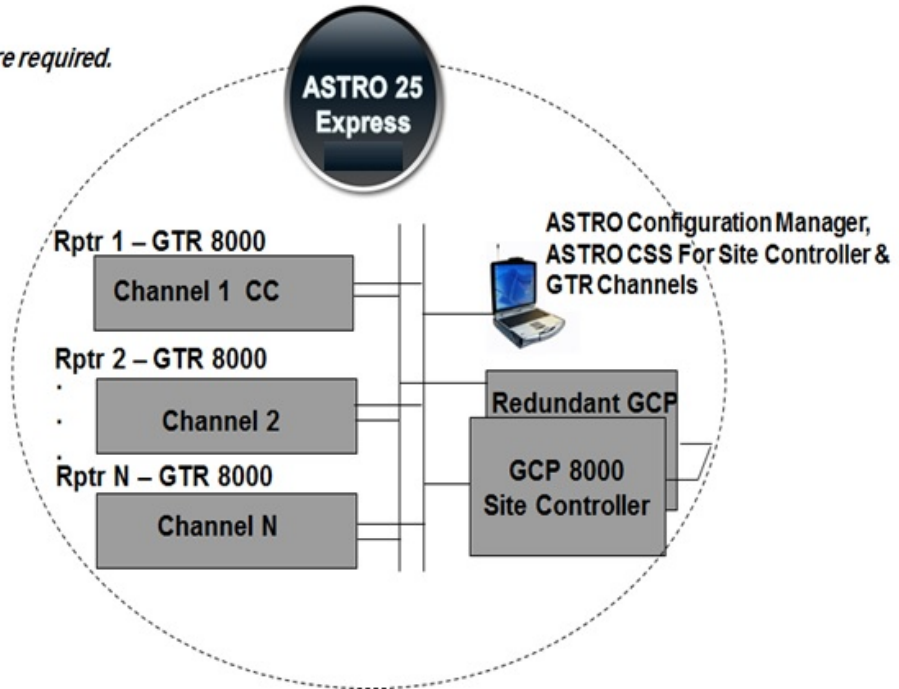 re required.
ASTRO 25
Express
Rptr 1 – GTR 8000
Channel 1 CC
ASTRO Configuration Manager,
ASTRO CSS For Site Controller &
GTR Channels
Rptr 2 – GTR 8000
.
.
.
Channel 2
Redundant GCP
GCP 8000
Site Controller
Rptr N – GTR 8000
Channel N